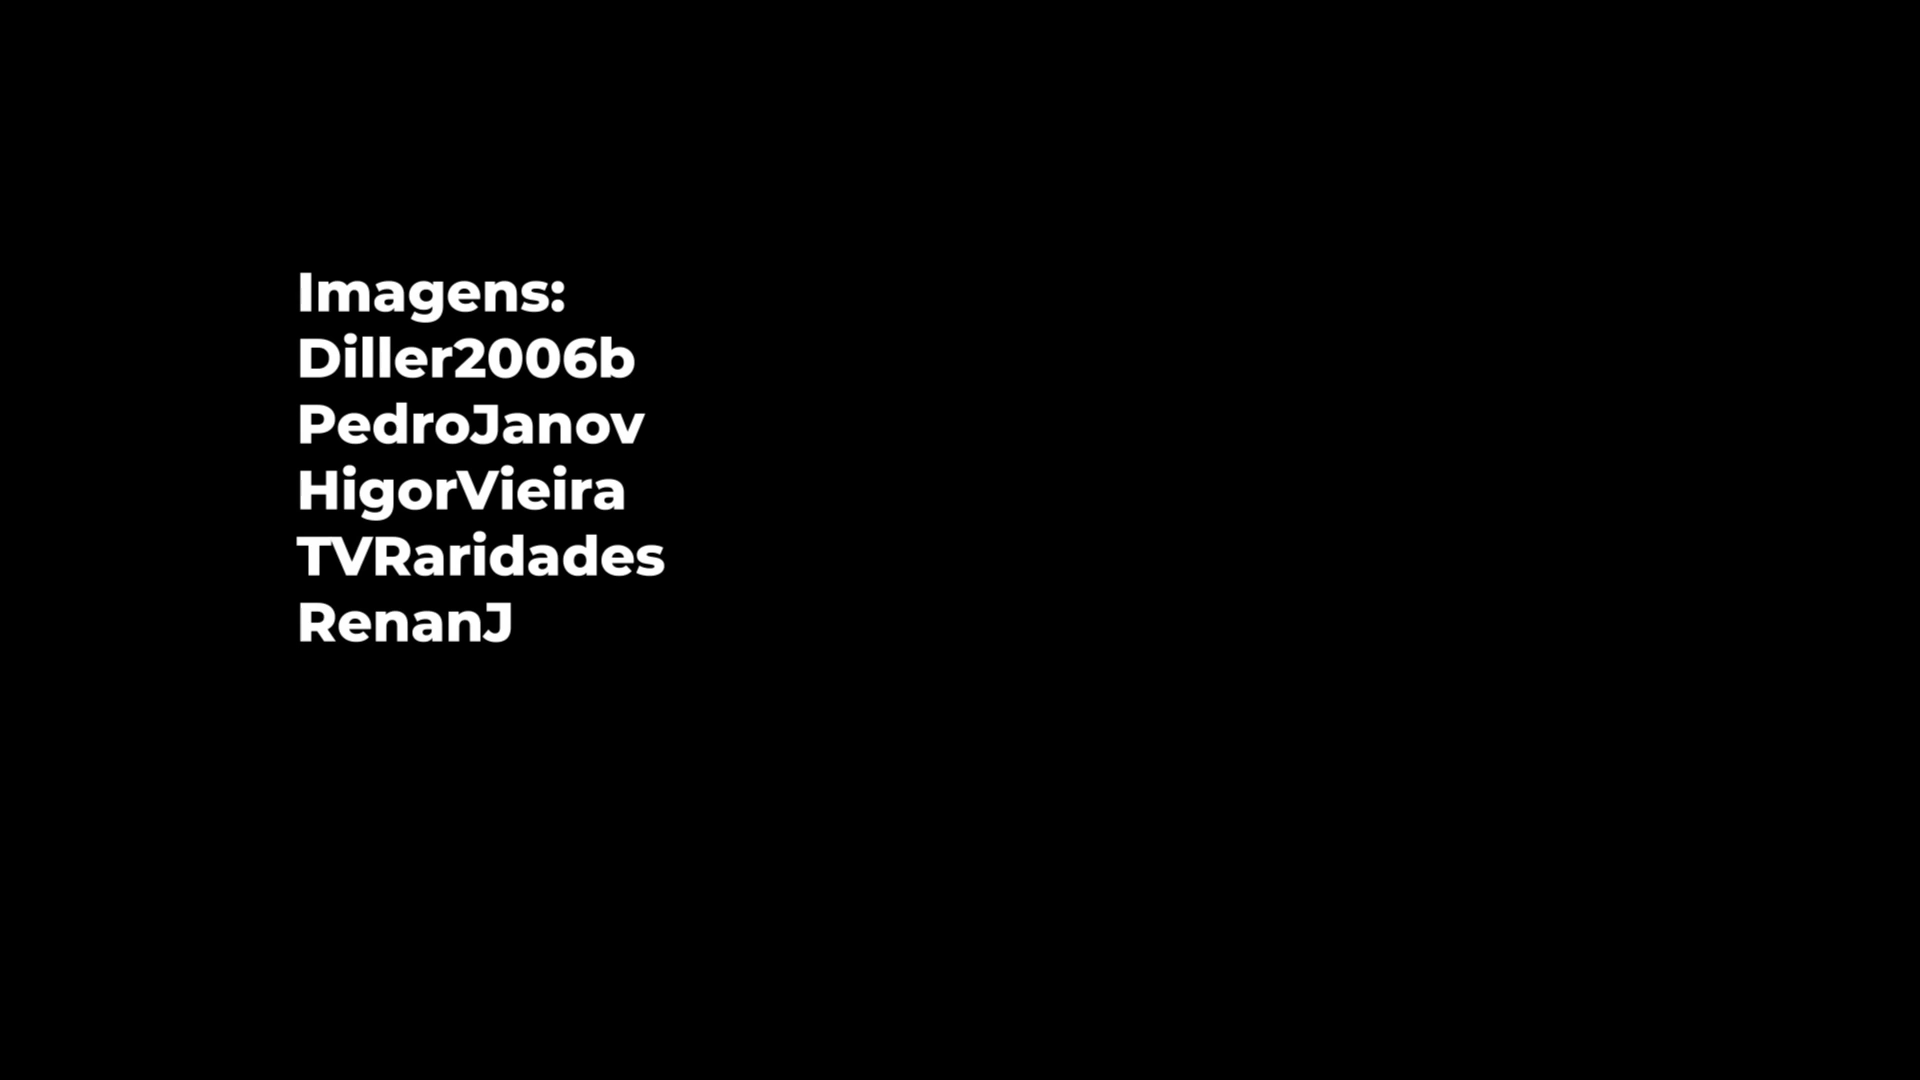 Imagens:
Diller2006b
PedroJanov
HigorVieira
TVRaridades
RenanJ